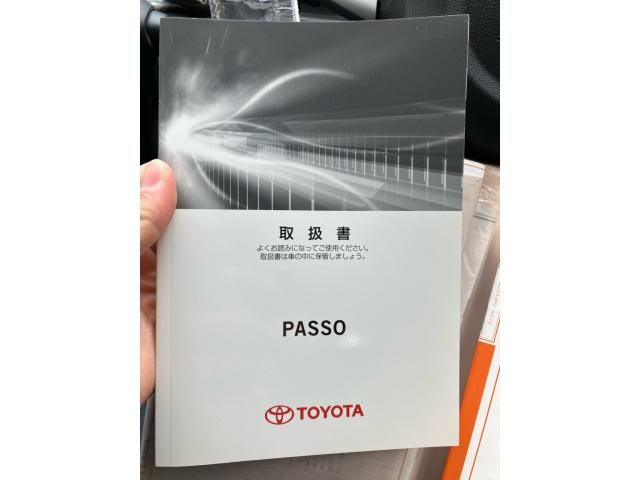 取扱書
よくお読みになってご使用ください。
取扱書は車の中に保管しましょう。
PASSO
TOYOTA